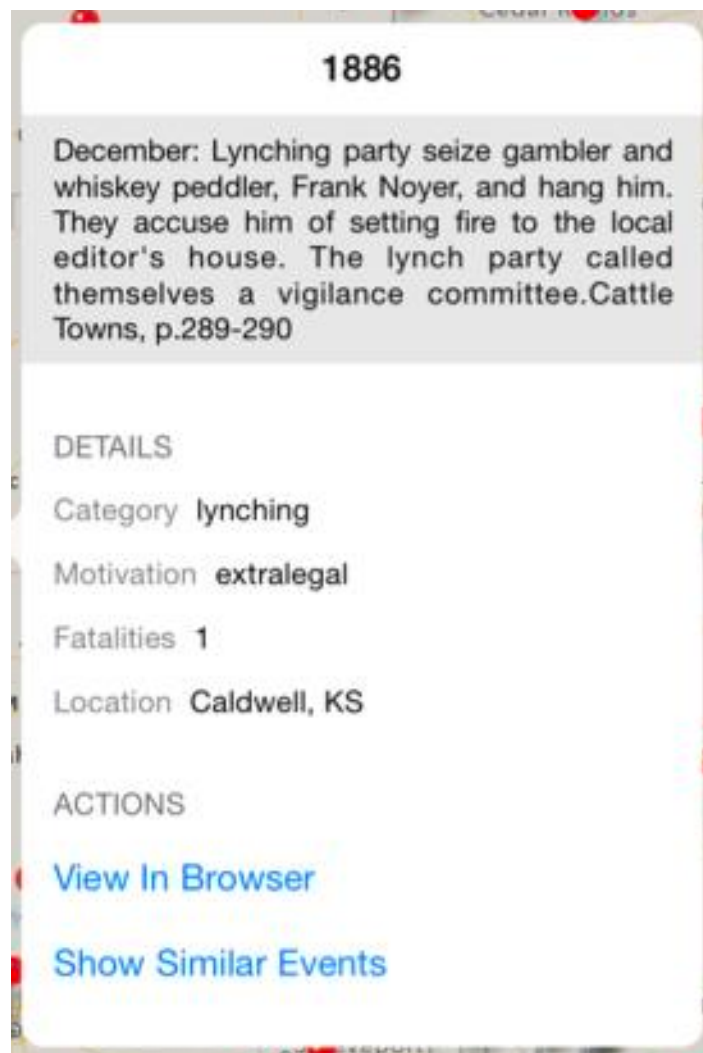 1886
December: Lynching party seize gambler and
whiskey peddler, Frank Noyer, and hang him.
They accuse him of setting fire to the local
editor's house. The lynch party called
themselves a vigilance committee.Cattle
Towns, p.289-290
DETAILS
Category lynching
Motivation extralegal
Fatalities 1
Location Caldwell, KS
ACTIONS
View In Browser
Show Similar Events